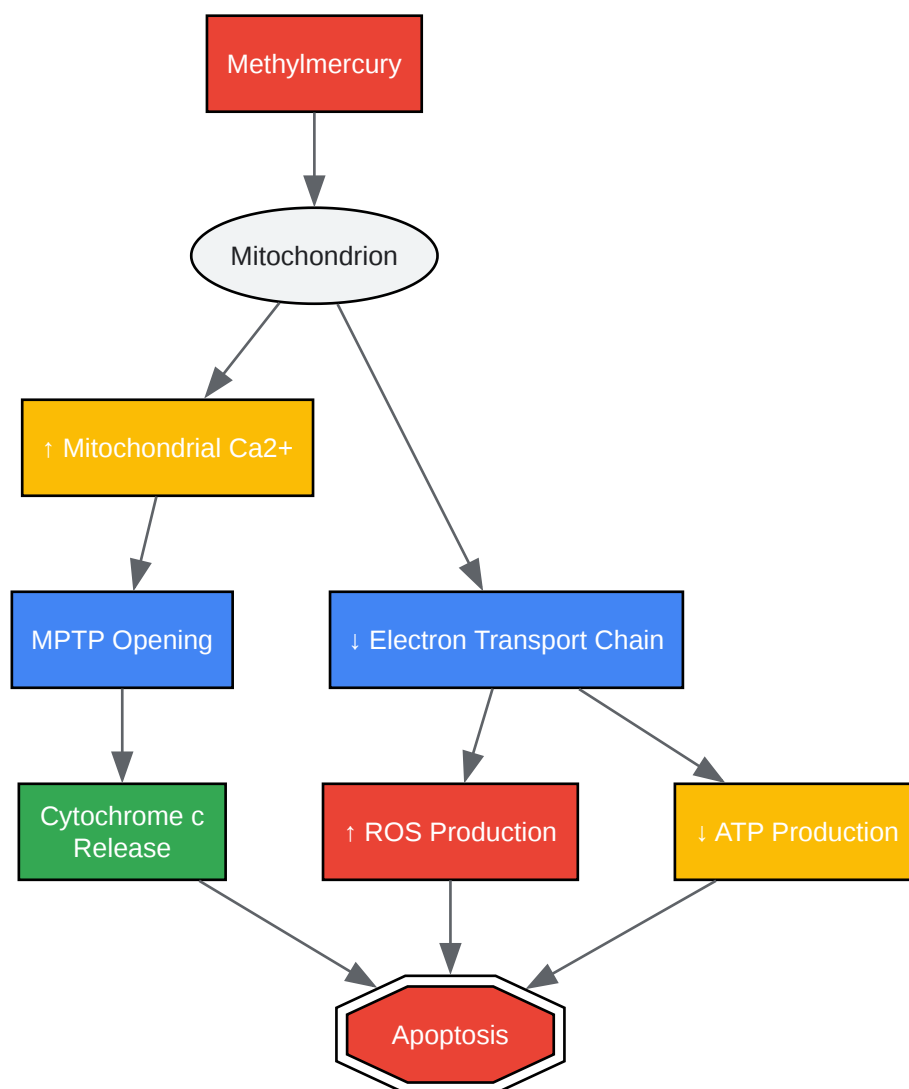 Methylmercury
Mitochondrion
↑ Mitochondrial Ca2+
MPTP Opening
↓ Electron Transport Chain
Cytochrome c
Release
↑ ROS Production
↓ ATP Production
Apoptosis